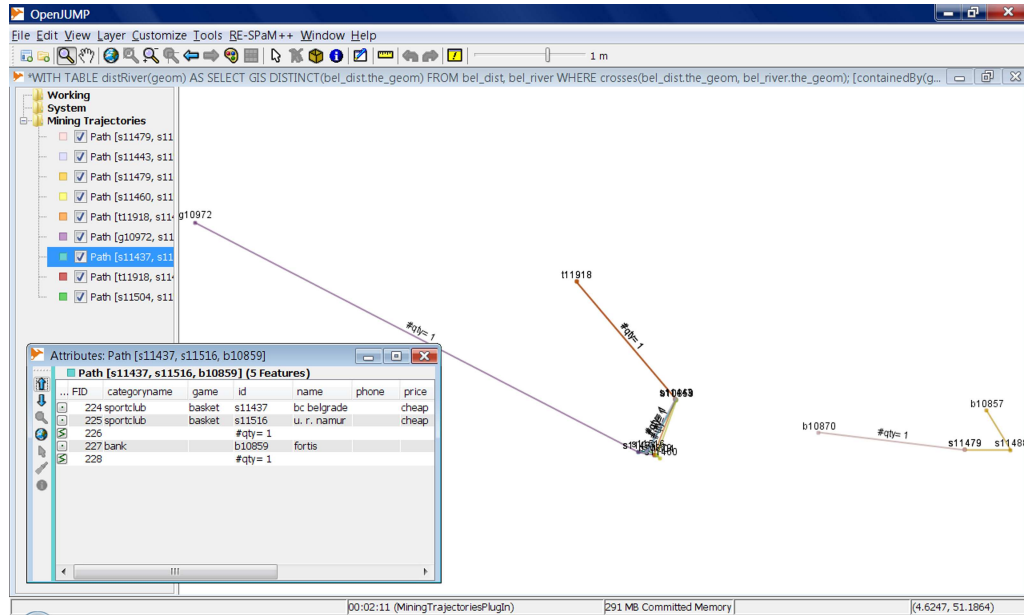 OpenJUMP
File Edit View Layer Customize Tools RE-SPaM++ Window Help
1 m
*WITH TABLE distRiver(geom) AS SELECT GIS DISTINCT(bel_dist.the_geom) FROM bel_dist, bel_river WHERE crosses(bel_dist.the_geom, bel_river.the_geom); [containedBy(g...
Working
System
Mining Trajectories
Path [s11479, s11
Path [s11443, s11
Path [s11479, s11
Path [s11460, s11
Path [t11918, s114
Path [g10972, s11
Path [s11437, s11
Path [t11918, s114
Path [s11504, s11
g10972
t11918
#qty= 1
#qty= 1
b10857
b10870
#qty= 1
s11479
s1148
Attributes: Path [s11437, s11516, b10859]
Path [s11437, s11516, b10859] (5 Features)
... FID categoryname game id name phone price
224 sportclub basket s11437 bc belgrade cheap
225 sportclub basket s11516 u. r. namur cheap
226 #qty= 1
227 bank b10859 fortis
228 #qty= 1
00:02:11 (MiningTrajectoriesPlugIn) 291 MB Committed Memory (4.6247, 51.1864)